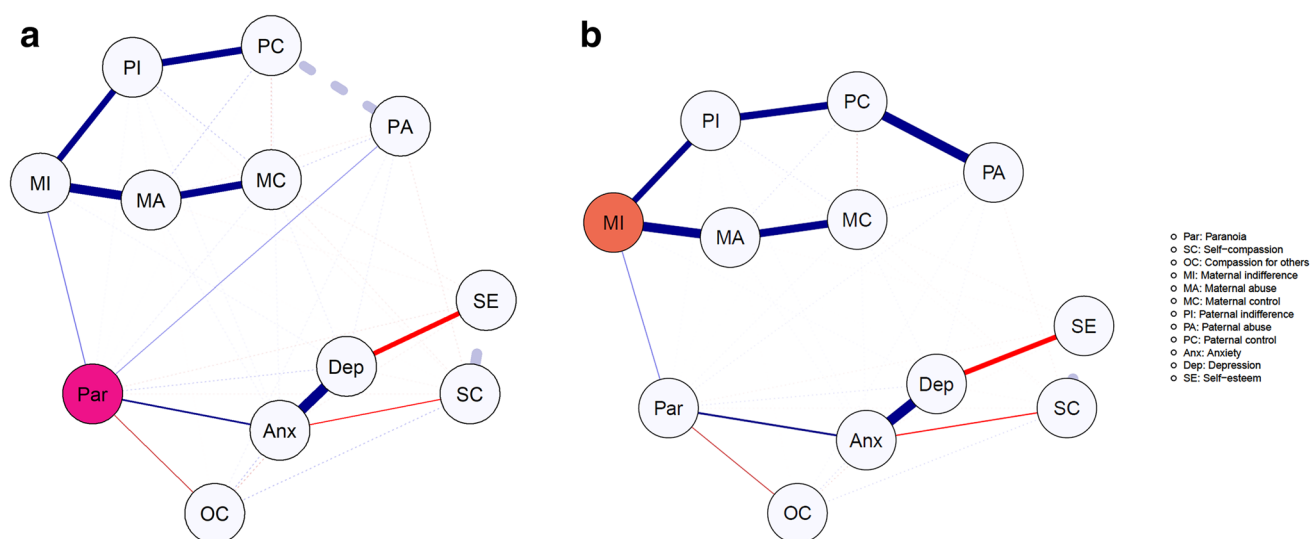 a
PC
PI
PA
MI
MA
MC
SE
Dep
Par
SC
Anx
OC
b
PC
PI
PA
MI
MA
MC
SE
Dep
Par
SC
Anx
OC
Par: Paranoia
SC: Self−compassion
OC: Compassion for others
MI: Maternal indifference
MA: Maternal abuse
MC: Maternal control
PI: Paternal indifference
PA: Paternal abuse
PC: Paternal control
Anx: Anxiety
Dep: Depression
SE: Self−esteem